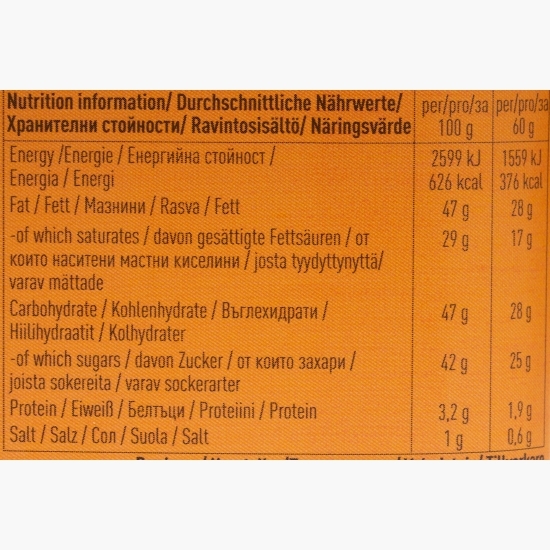 Nutrition information/ Durchschnittliche Nährwerte/ per/pro/за per/pro/за
Хранителни стойности/ Ravintosisältö/ Näringsvärde 100 g 60 g
Energy /Energie / Енергийна стойност / 2599 kJ 1559 kJ
Energia / Energi 626 kcal 376 kcal
Fat / Fett / Мазнини / Rasva / Fett 47 g 28 g
-of which saturates / davon gesättigte Fettsäuren / от 29 g 17 g
които наситени мастни киселини / josta tyydyttynyttä/
varav mättade
Carbohydrate / Kohlenhydrate / Въглехидрати / 47 g 28 g
Hiilihydraatit / Kolhydrater
-of which sugars / davon Zucker / от които захари / 42 g 25 g
joista sokereita / varav sockerarter
Protein / Eiweiß / Белтъци / Proteiini / Protein 3,2 g 1,9 g
Salt / Salz / Сол / Suola / Salt 1 g 0,6 g